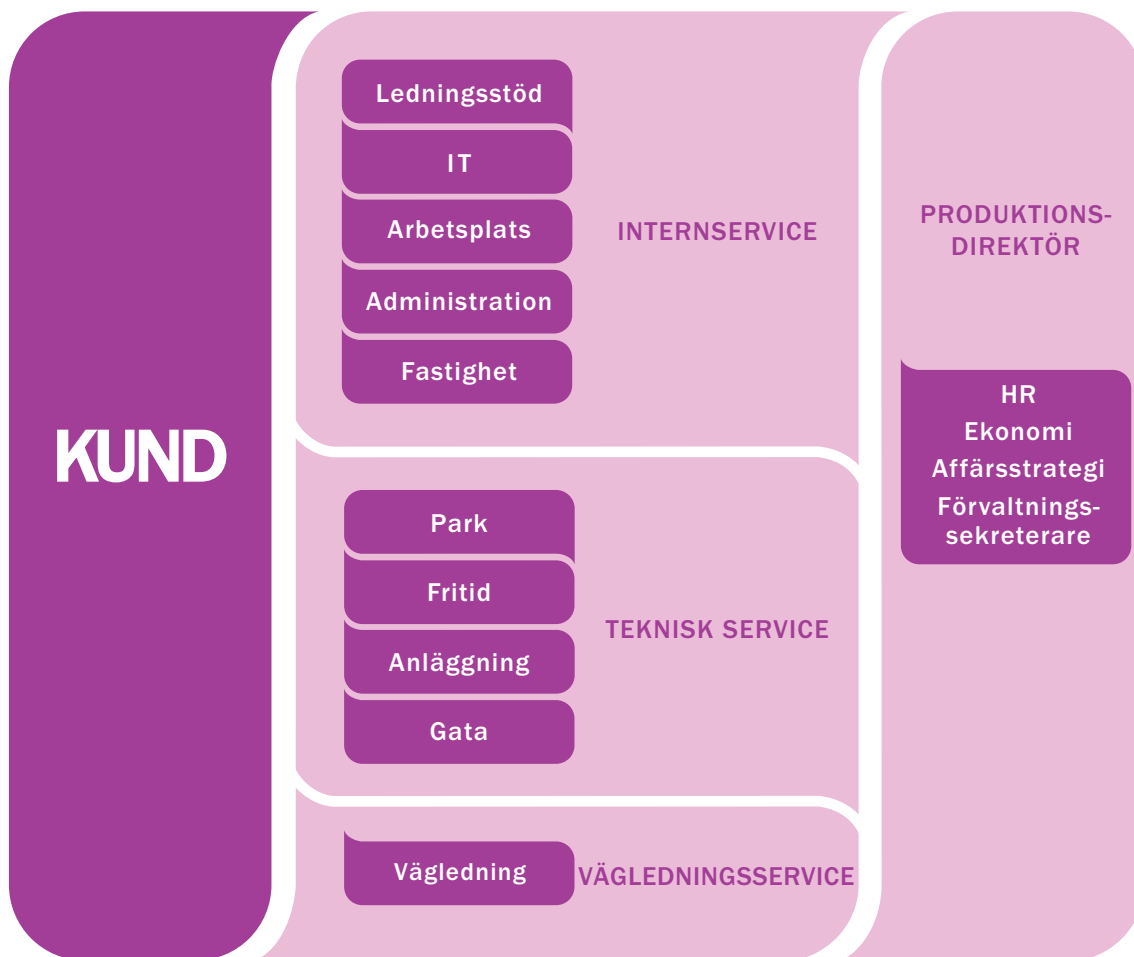 KUND
Ledningsstöd
IT
Arbetsplats
Administration
Fastighet
INTERNSERVICE
Park
Fritid
Anläggning
Gata
TEKNISK SERVICE
Vägledning
VÄGLEDNINGSSERVICE
PRODUKTIONS-
DIREKTÖR
HR
Ekonomi
Affärsstrategi
Förvaltnings-
sekreterare